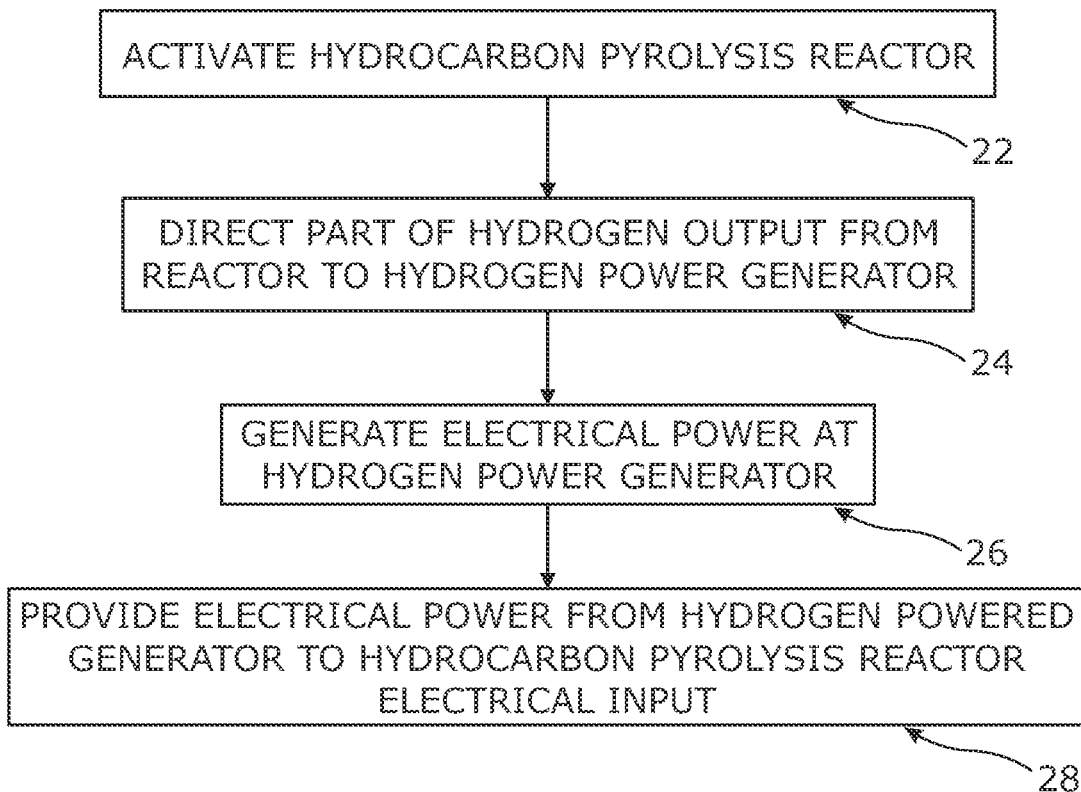 ACTIVATE HYDROCARBON PYROLYSIS REACTOR
22
DIRECT PART OF HYDROGEN OUTPUT FROM
REACTOR TO HYDROGEN POWER GENERATOR
24
GENERATE ELECTRICAL POWER AT
HYDROGEN POWER GENERATOR
26
PROVIDE ELECTRICAL POWER FROM HYDROGEN POWERED
GENERATOR TO HYDROCARBON PYROLYSIS REACTOR
ELECTRICAL INPUT
28